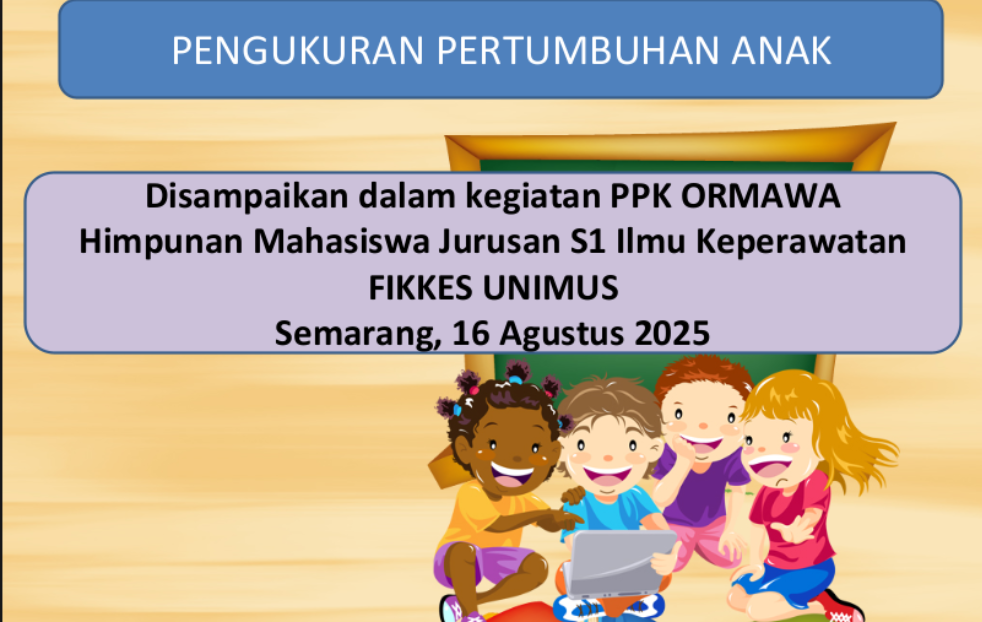 PENGUKURAN PERTUMBUHAN ANAK
Disampaikan dalam kegiatan PPK ORMAWA
Himpunan Mahasiswa Jurusan S1 Ilmu Keperawatan
FIKKES UNIMUS
Semarang, 16 Agustus 2025